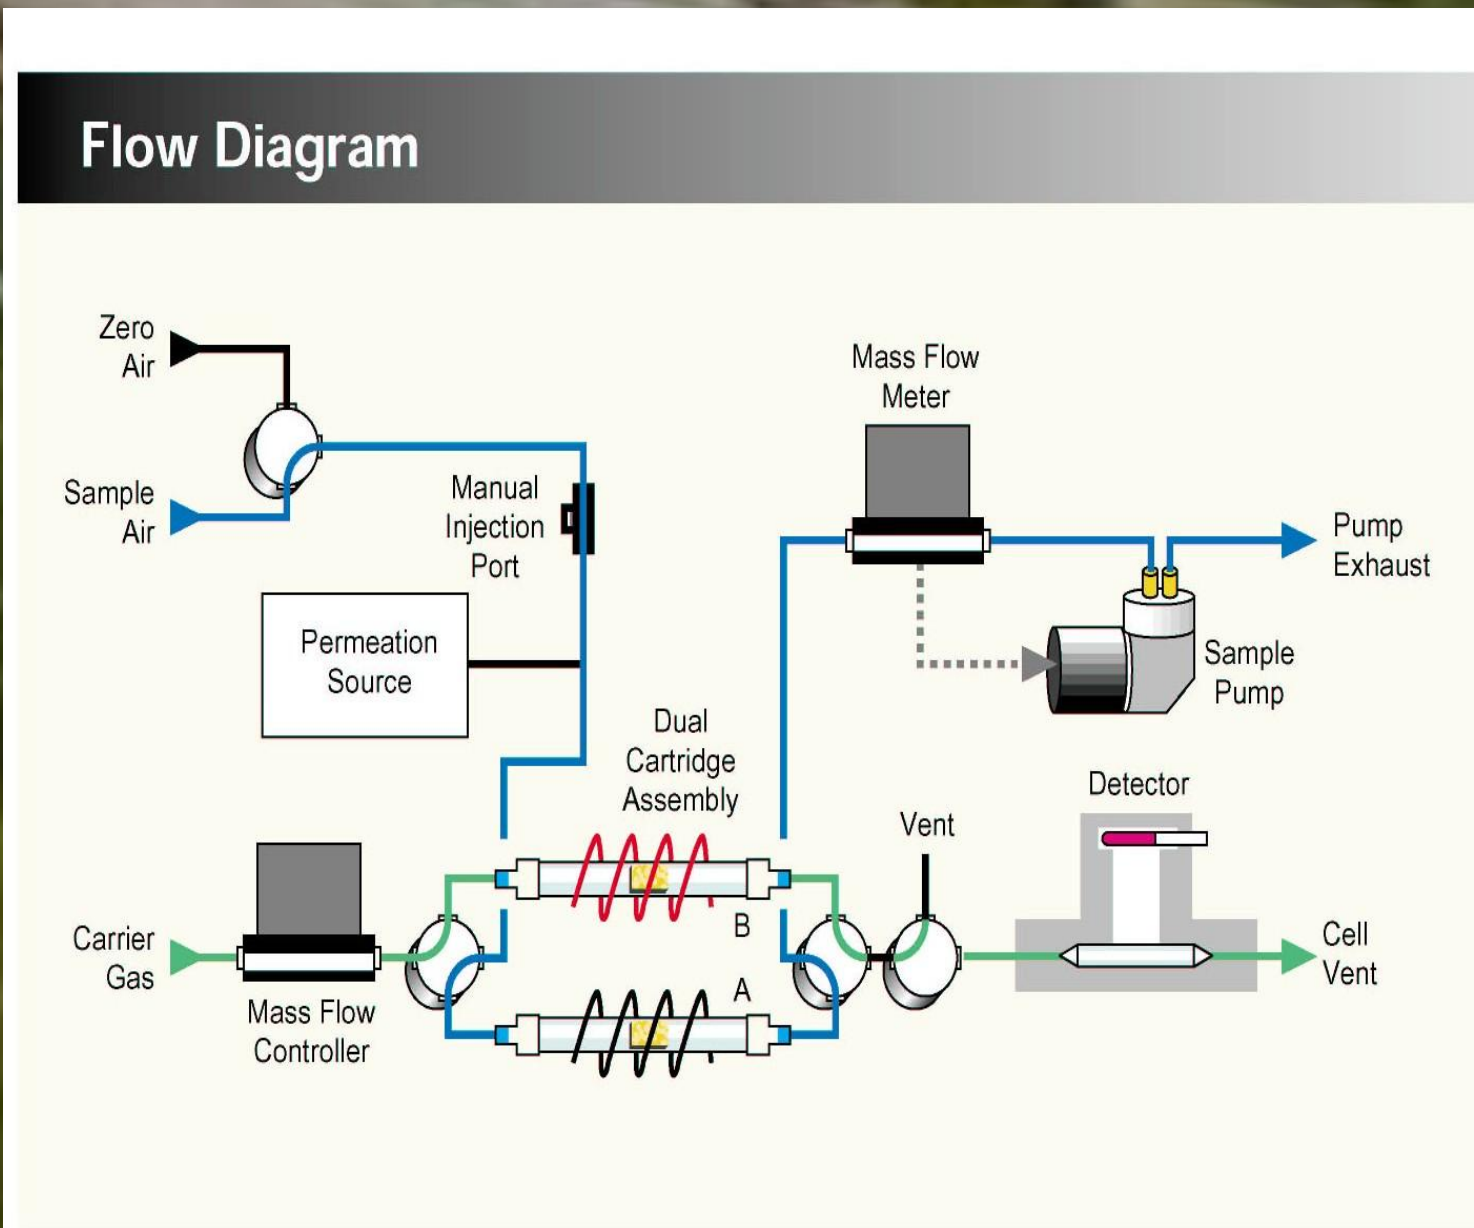 Flow Diagram
Zero
Air
Sample
Air
Manual
Injection
Port
Permeation
Source
Mass Flow
Meter
Pump
Exhaust
Sample
Pump
Dual
Cartridge
Assembly
B
A
Vent
Detector
Carrier
Gas
Mass Flow
Controller
Cell
Vent